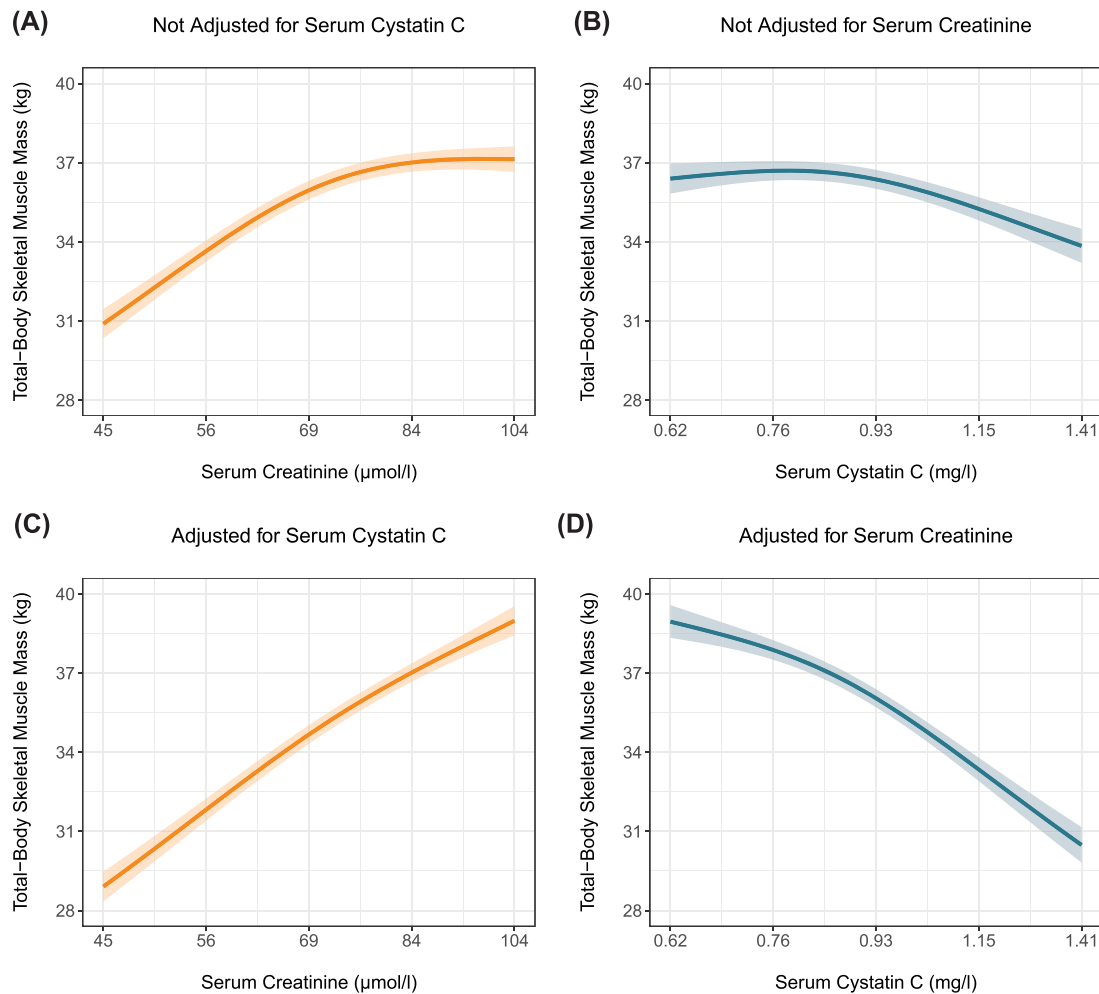 (A)
Not Adjusted for Serum Cystatin C
Total−Body Skeletal Muscle Mass (kg)
40
37
34
31
28
45 56 69 84 104
Serum Creatinine (µmol/l)
(B)
Not Adjusted for Serum Creatinine
Total−Body Skeletal Muscle Mass (kg)
40
37
34
31
28
0.62 0.76 0.93 1.15 1.41
Serum Cystatin C (mg/l)
(C)
Adjusted for Serum Cystatin C
Total−Body Skeletal Muscle Mass (kg)
40
37
34
31
28
45 56 69 84 104
Serum Creatinine (µmol/l)
(D)
Adjusted for Serum Creatinine
Total−Body Skeletal Muscle Mass (kg)
40
37
34
31
28
0.62 0.76 0.93 1.15 1.41
Serum Cystatin C (mg/l)